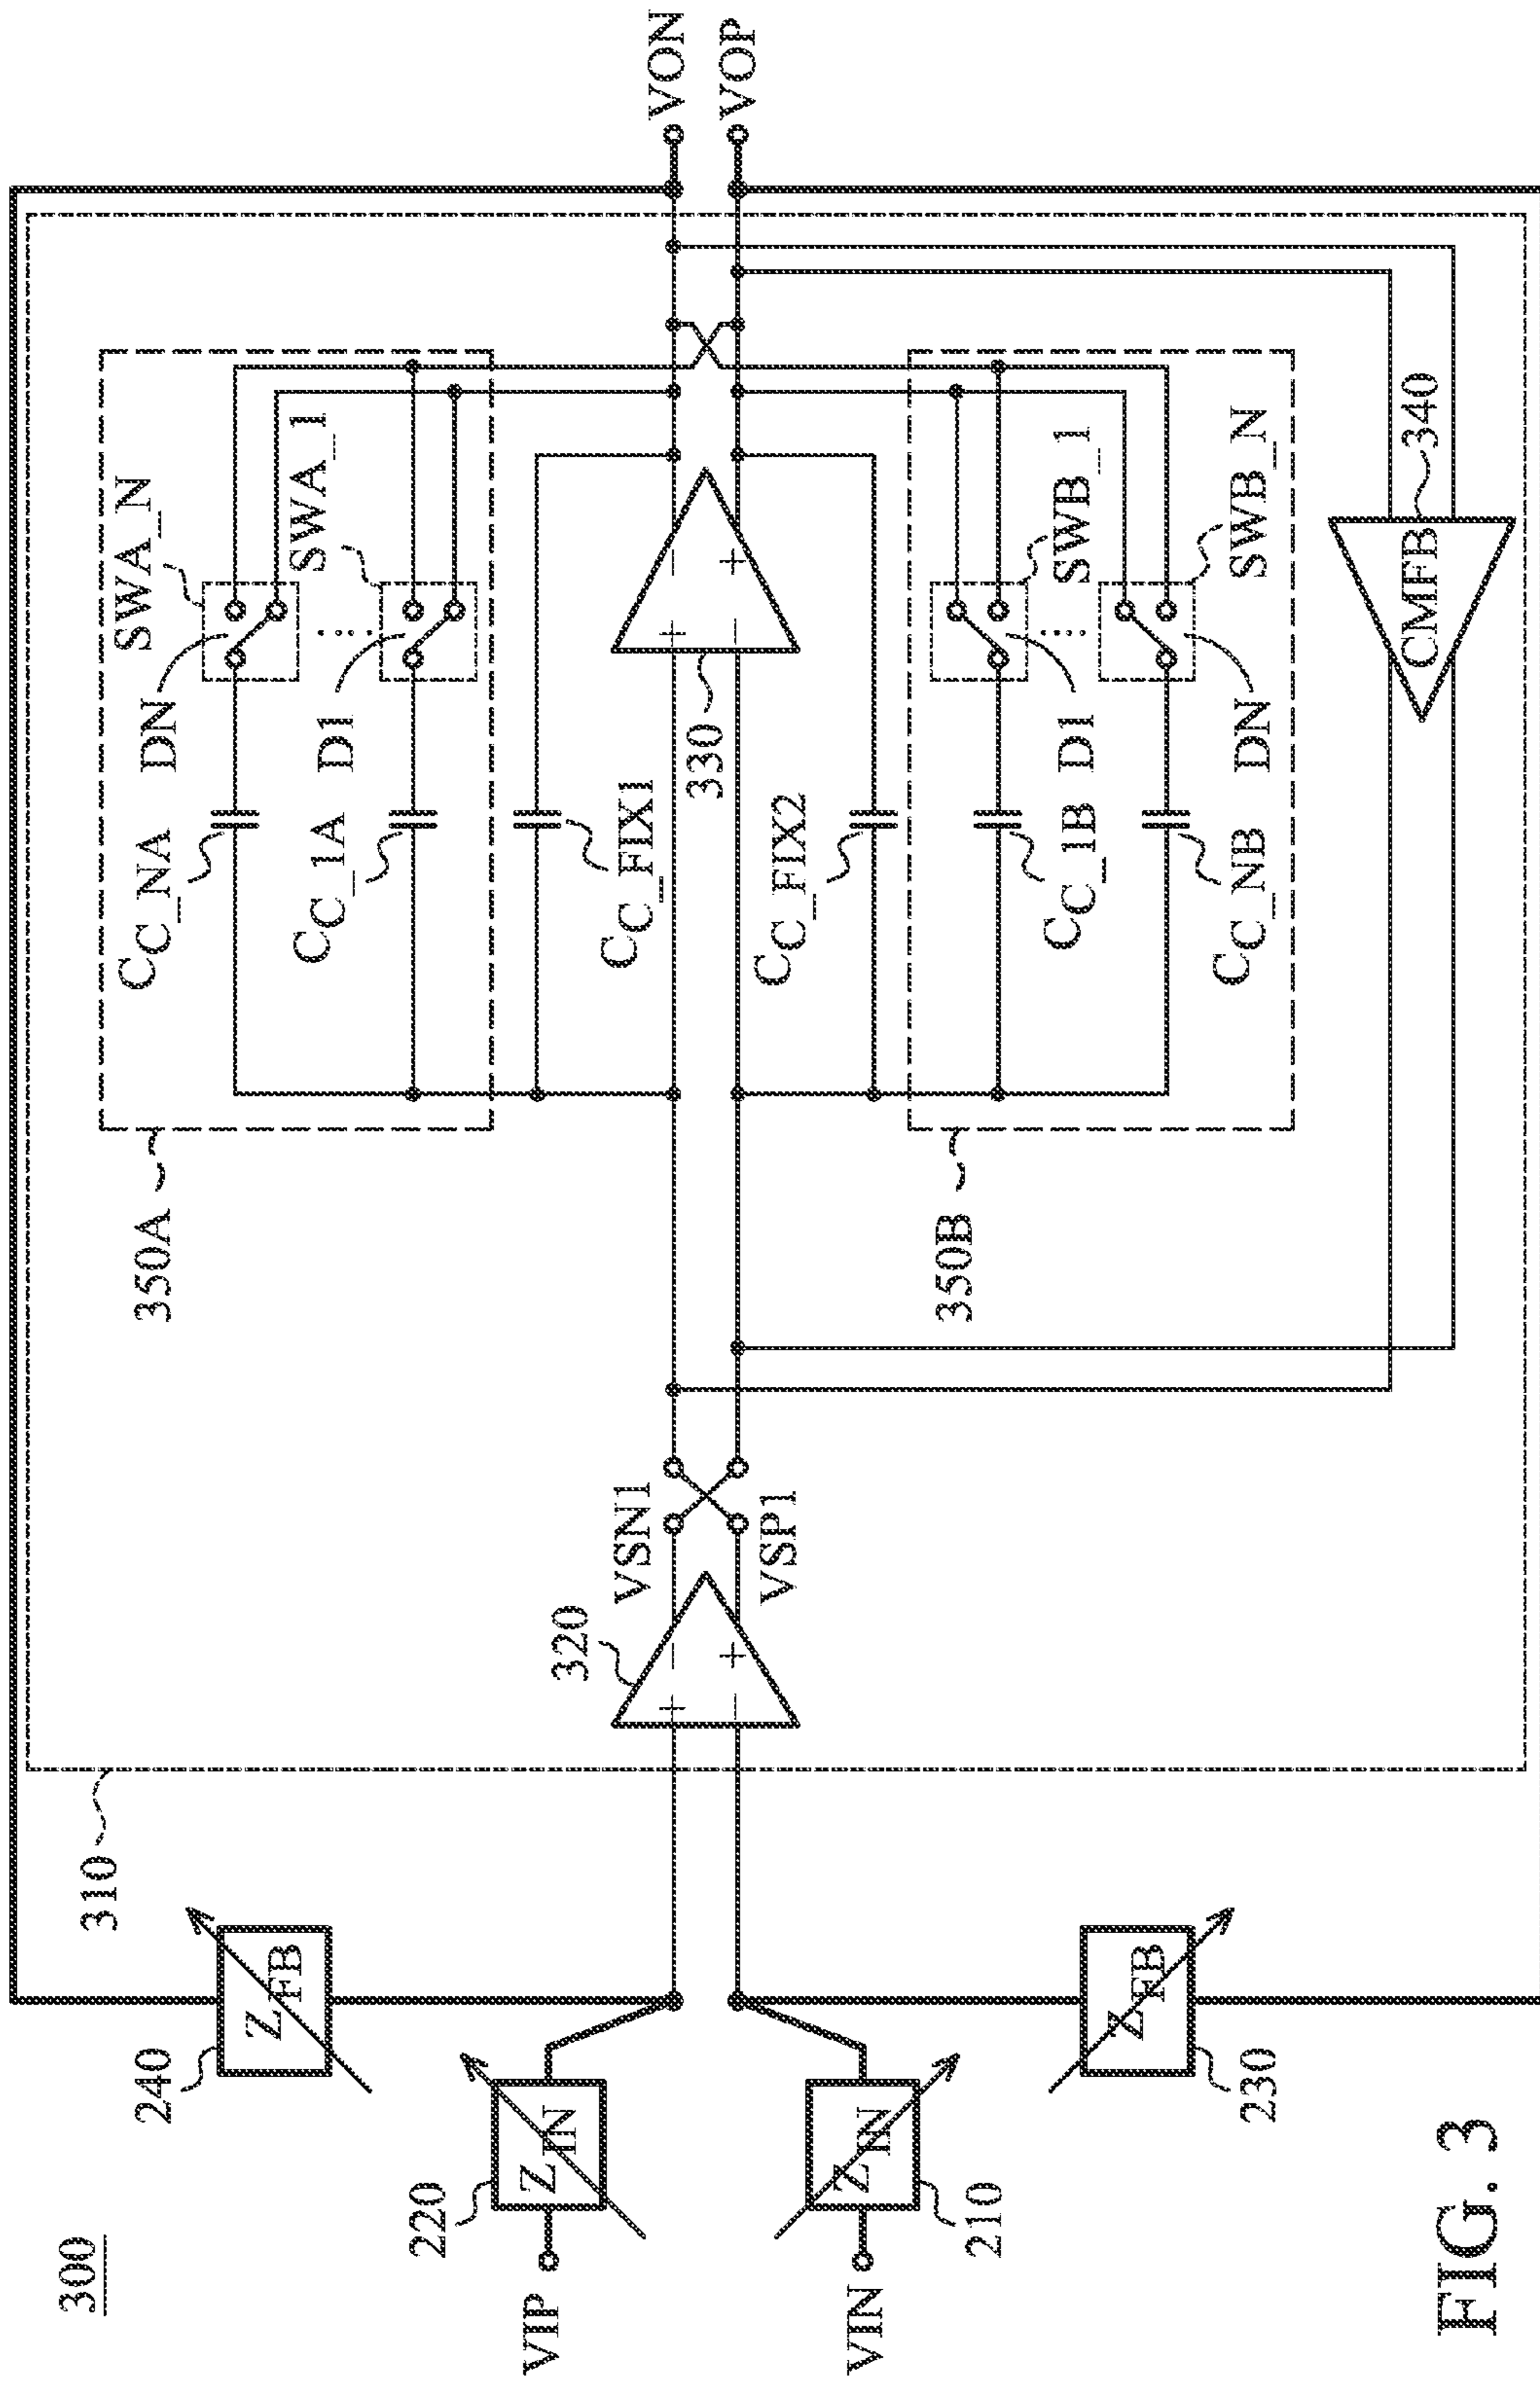 300
310
VIP
220
Z_IN
240
Z_FB
VIN
210
Z_IN
230
Z_FB
320
+
−
−
+
VSN1
VSP1
350A
C_C_NA
DN
SWA_N
C_C_1A
D1
SWA_1
C_C_FIX1
330
+
−
−
+
C_C_FIX2
350B
C_C_1B
D1
SWB_1
C_C_NB
DN
SWB_N
CMFB
340
VON
VOP
FIG. 3